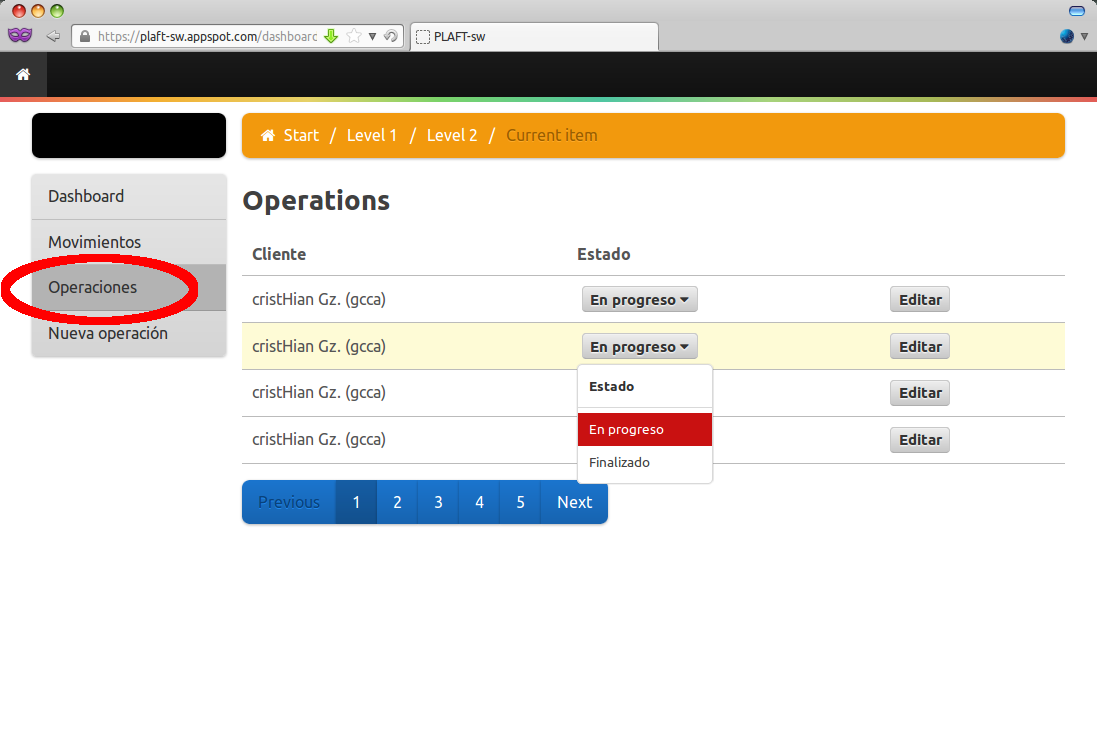 https://plaft-sw.appspot.com/dashboard
PLAFT-sw
Start / Level 1 / Level 2 / Current item
Dashboard
Movimientos
Operaciones
Nueva operación
Operations
Cliente Estado
cristHian Gz. (gcca) En progreso Editar
cristHian Gz. (gcca) En progreso Editar
Estado
En progreso
Finalizado
cristHian Gz. (gcca) Editar
cristHian Gz. (gcca) Editar
Previous 1 2 3 4 5 Next